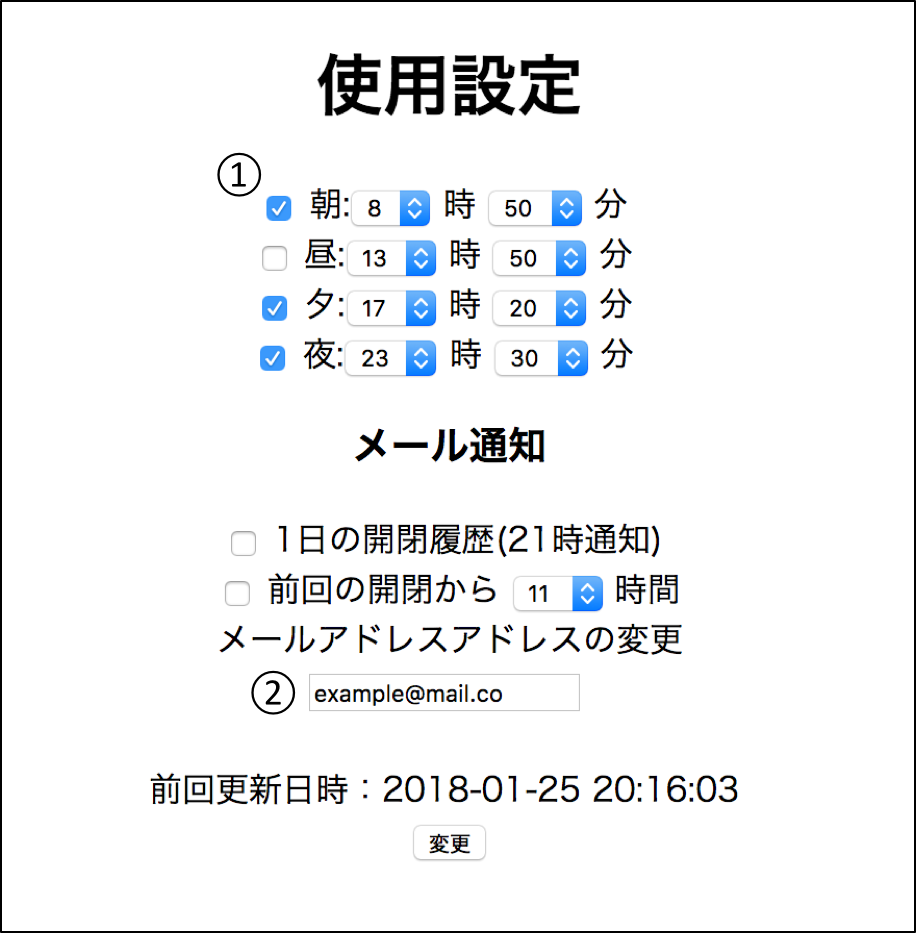 使用設定
①
朝: 8 時 50 分
昼: 13 時 50 分
夕: 17 時 20 分
夜: 23 時 30 分
メール通知
1日の開閉履歴(21時通知)
前回の開閉から 11 時間
メールアドレスアドレスの変更
② example@mail.co
前回更新日時：2018-01-25 20:16:03
変更